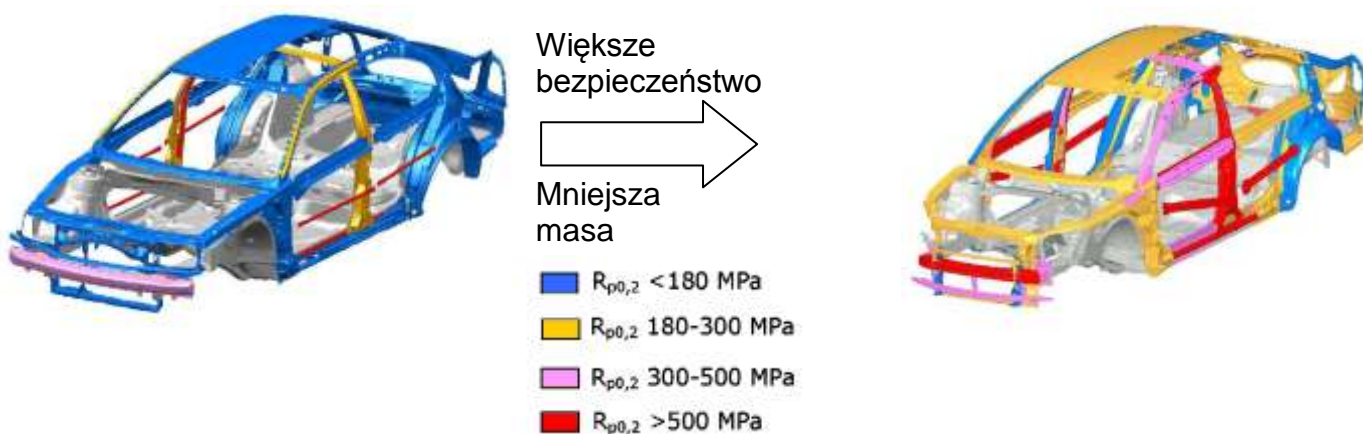 Większe
bezpieczeństwo
Mniejsza
masa
Rp0,2 <180 MPa
Rp0,2 180-300 MPa
Rp0,2 300-500 MPa
Rp0,2 >500 MPa